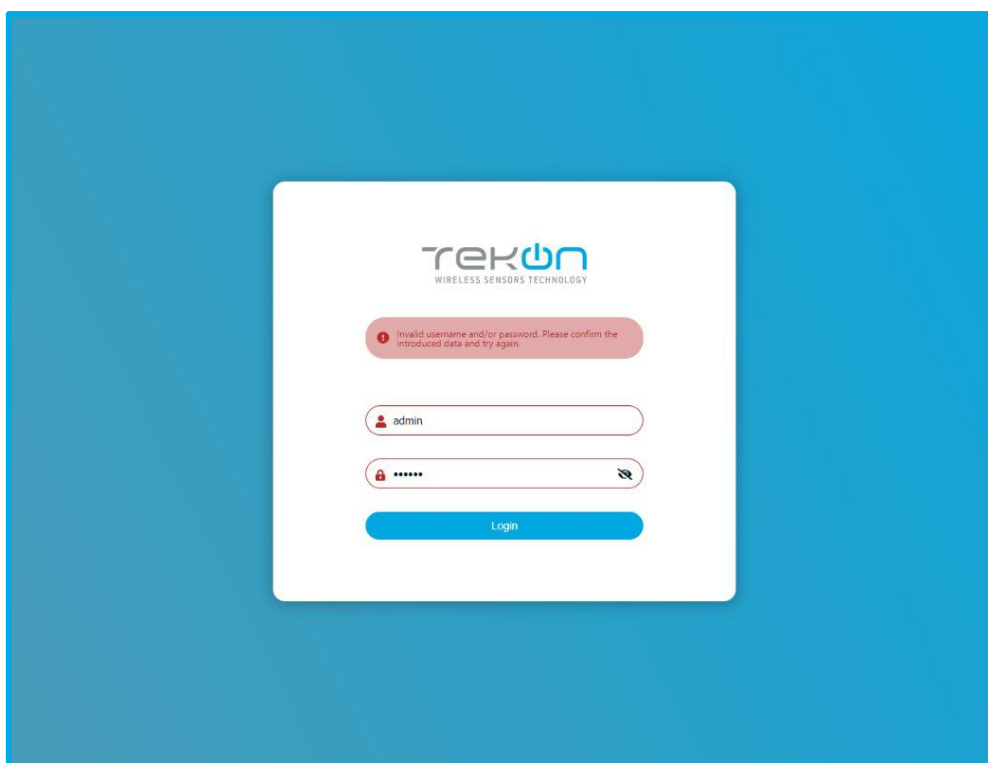 TEKON
WIRELESS SENSORS TECHNOLOGY
Invalid username and/or password. Please confirm the
introduced data and try again.
admin
••••••
Login